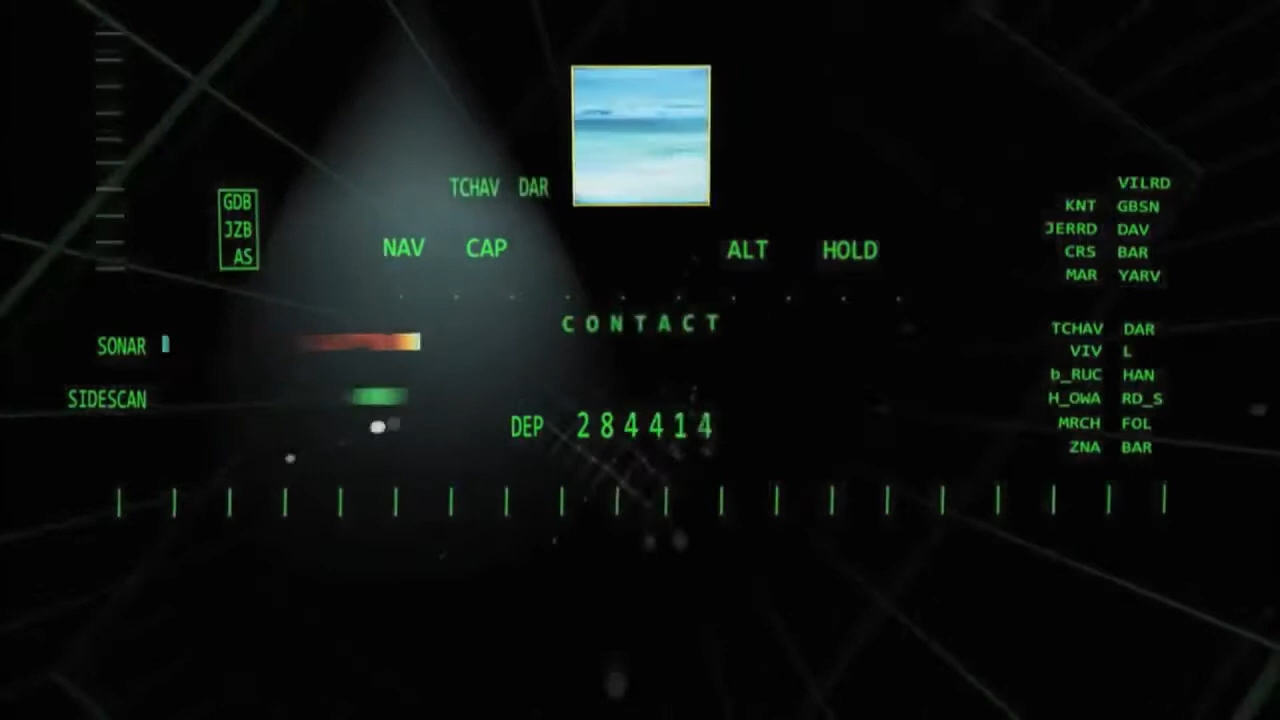 TCHAV DAR
GDB
JZB
AS
NAV CAP ALT HOLD
CONTACT
SONAR
SIDESCAN
DEP 284414
VILRD
KNT GBSN
JERRD DAV
CRS BAR
MAR YARV
TCHAV DAR
VIV L
b_RUC HAN
H_OWA RD_S
MRCH FOL
ZNA BAR